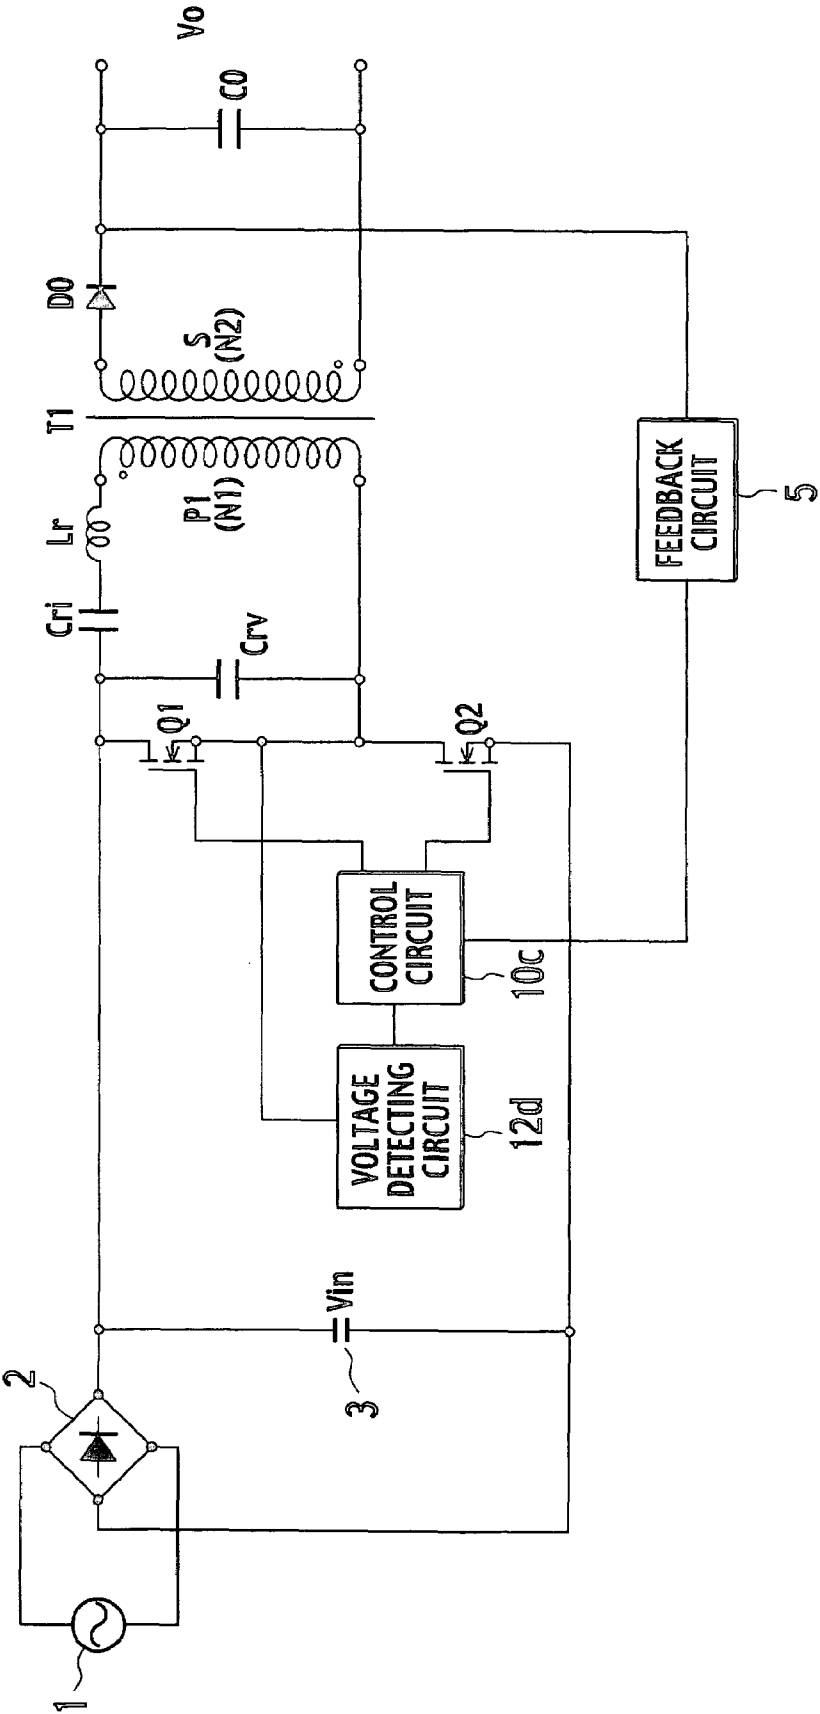 1
2
3
Vin
VOLTAGE
DETECTING
CIRCUIT
12d
CONTROL
CIRCUIT
10c
Q1
Q2
Crv
Cri
Lr
P1
(N1)
T1
S
(N2)
D0
C0
Vo
FEEDBACK
CIRCUIT
5